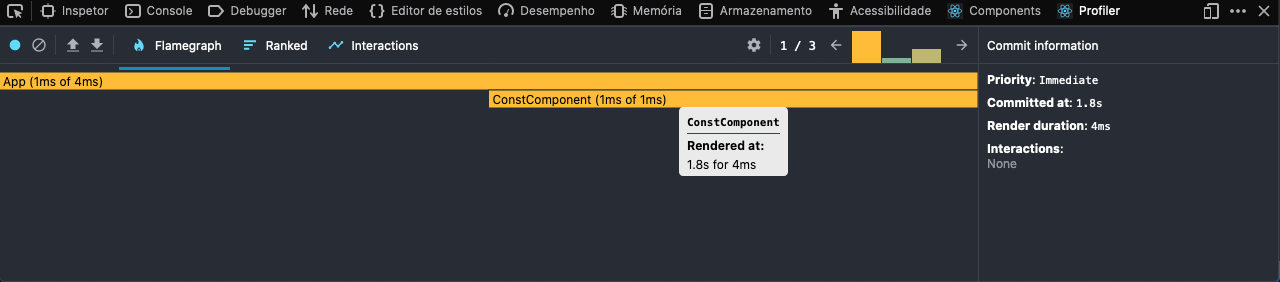 Inspetor Console Debugger Rede Editor de estilos Desempenho Memória Armazenamento Acessibilidade Components Profiler
Flamegraph Ranked Interactions 1 / 3 Commit information
App (1ms of 4ms)
ConstComponent (1ms of 1ms)
ConstComponent
Rendered at:
1.8s for 4ms
Priority: Immediate
Committed at: 1.8s
Render duration: 4ms
Interactions:
None